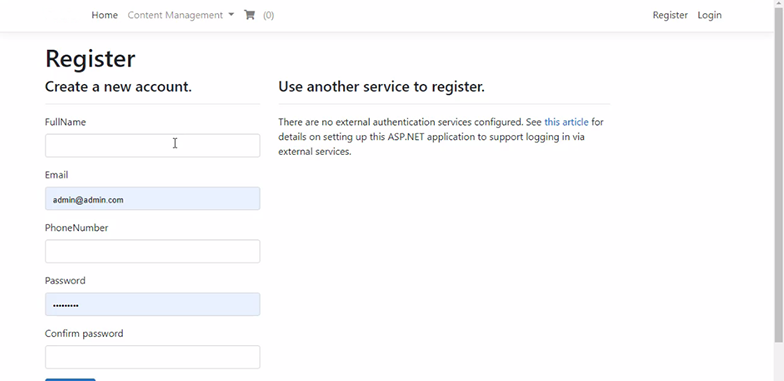 Home Content Management (0) Register Login
Register
Create a new account.
Use another service to register.
FullName
There are no external authentication services configured. See this article for
details on setting up this ASP.NET application to support logging in via
external services.
Email
admin@admin.com
PhoneNumber
Password
•••••••••
Confirm password